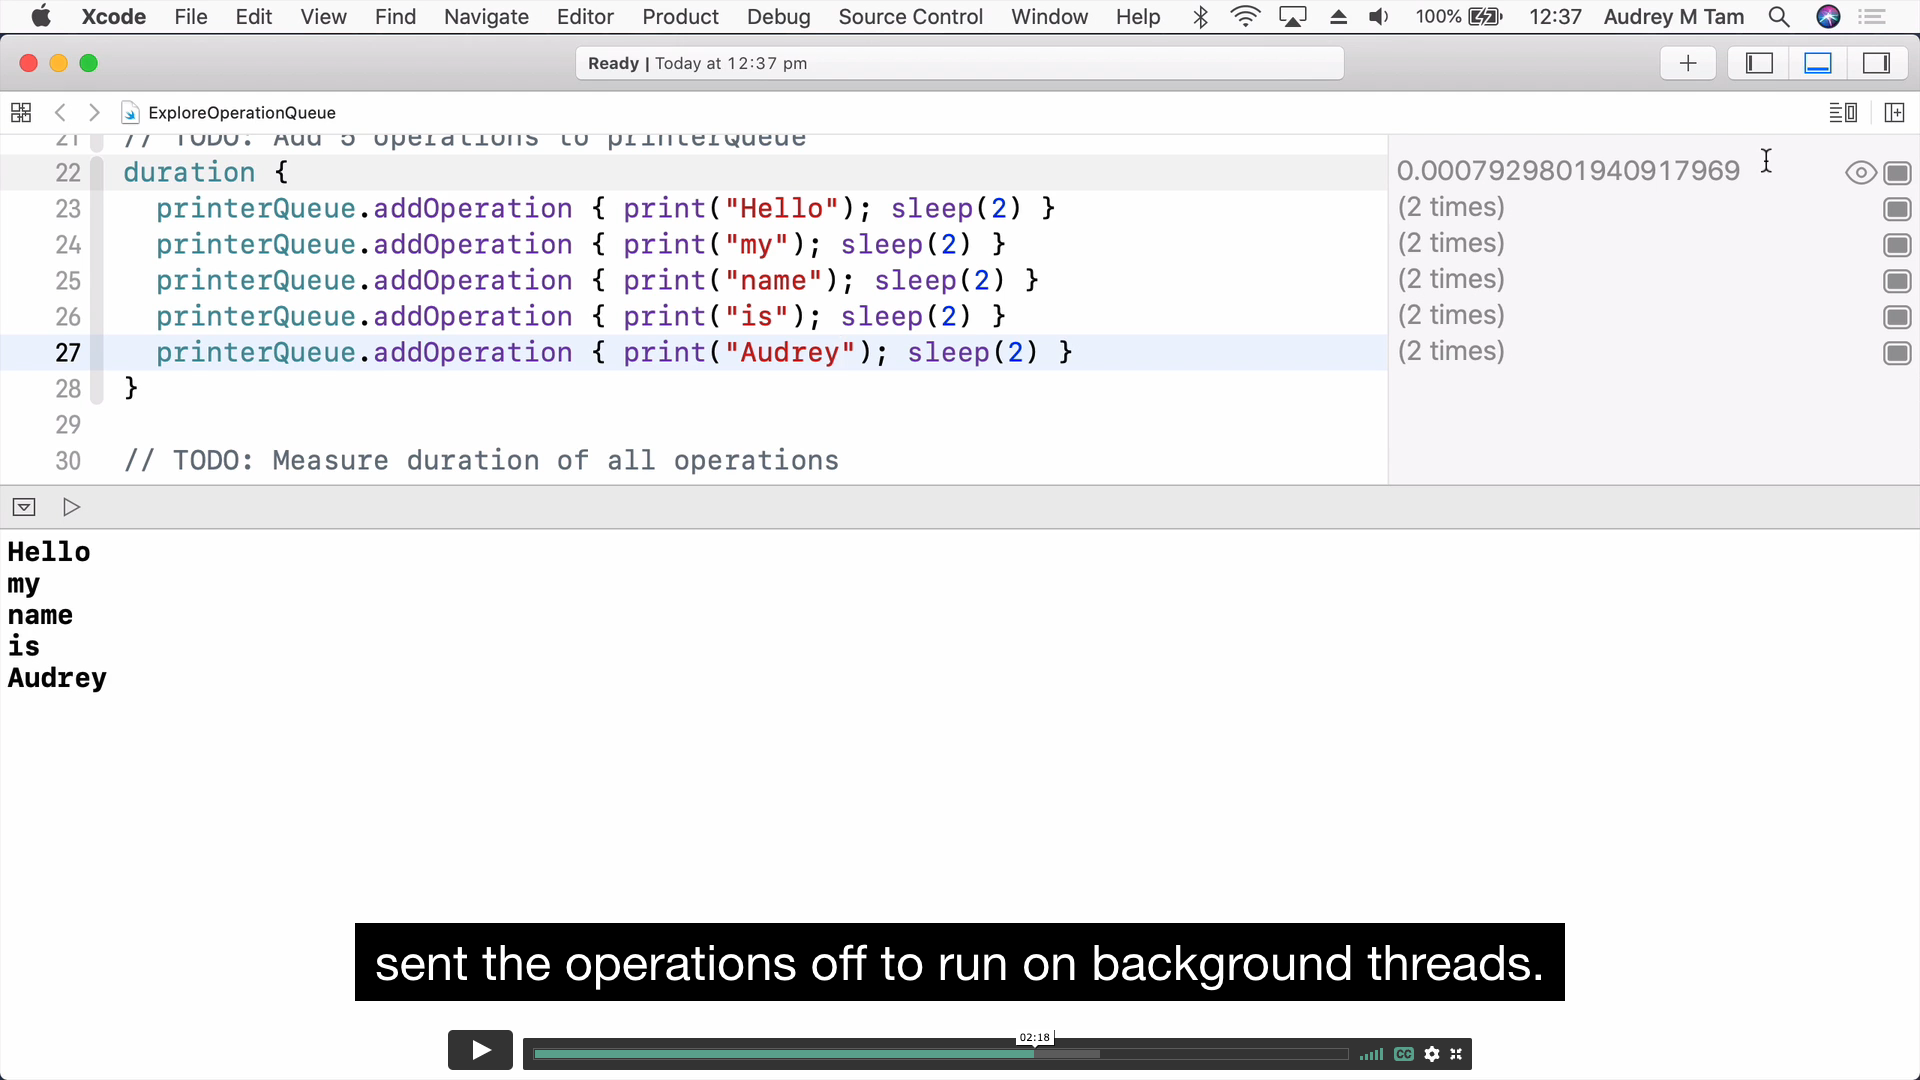 Xcode File Edit View Find Navigate Editor Product Debug Source Control Window Help 100% 12:37 Audrey M Tam
Ready | Today at 12:37 pm
ExploreOperationQueue
21 // TODO: Add 5 operations to printerQueue
22 duration { 0.0007929801940917969
23 printerQueue.addOperation { print("Hello"); sleep(2) } (2 times)
24 printerQueue.addOperation { print("my"); sleep(2) } (2 times)
25 printerQueue.addOperation { print("name"); sleep(2) } (2 times)
26 printerQueue.addOperation { print("is"); sleep(2) } (2 times)
27 printerQueue.addOperation { print("Audrey"); sleep(2) } (2 times)
28 }
29
30 // TODO: Measure duration of all operations
Hello
my
name
is
Audrey
sent the operations off to run on background threads.
02:18
CC